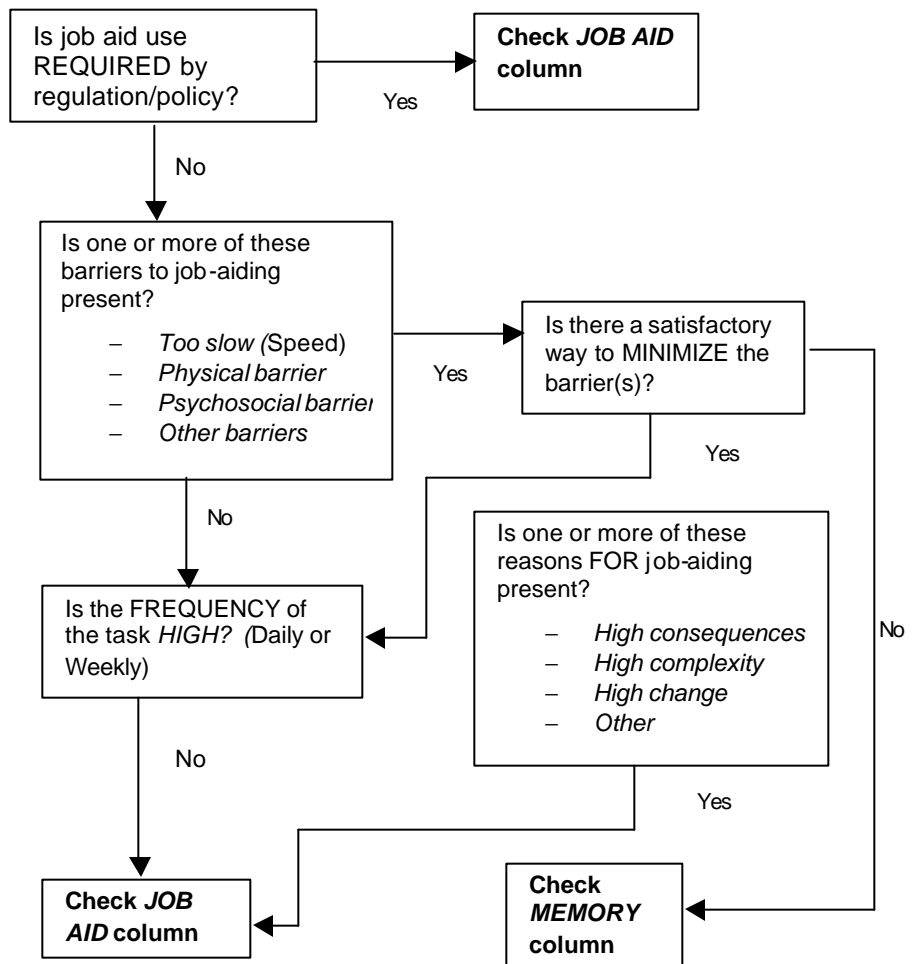 Is job aid use
REQUIRED by
regulation/policy?
Check JOB AID
column
Yes
No
Is one or more of these
barriers to job-aiding
present?
– Too slow (Speed)
– Physical barrier
– Psychosocial barrier
– Other barriers
Yes
Is there a satisfactory
way to MINIMIZE the
barrier(s)?
Yes
No
No
Is one or more of these
reasons FOR job-aiding
present?
– High consequences
– High complexity
– High change
– Other
Is the FREQUENCY of
the task HIGH? (Daily or
Weekly)
No
Yes
Check JOB
AID column
Check
MEMORY
column